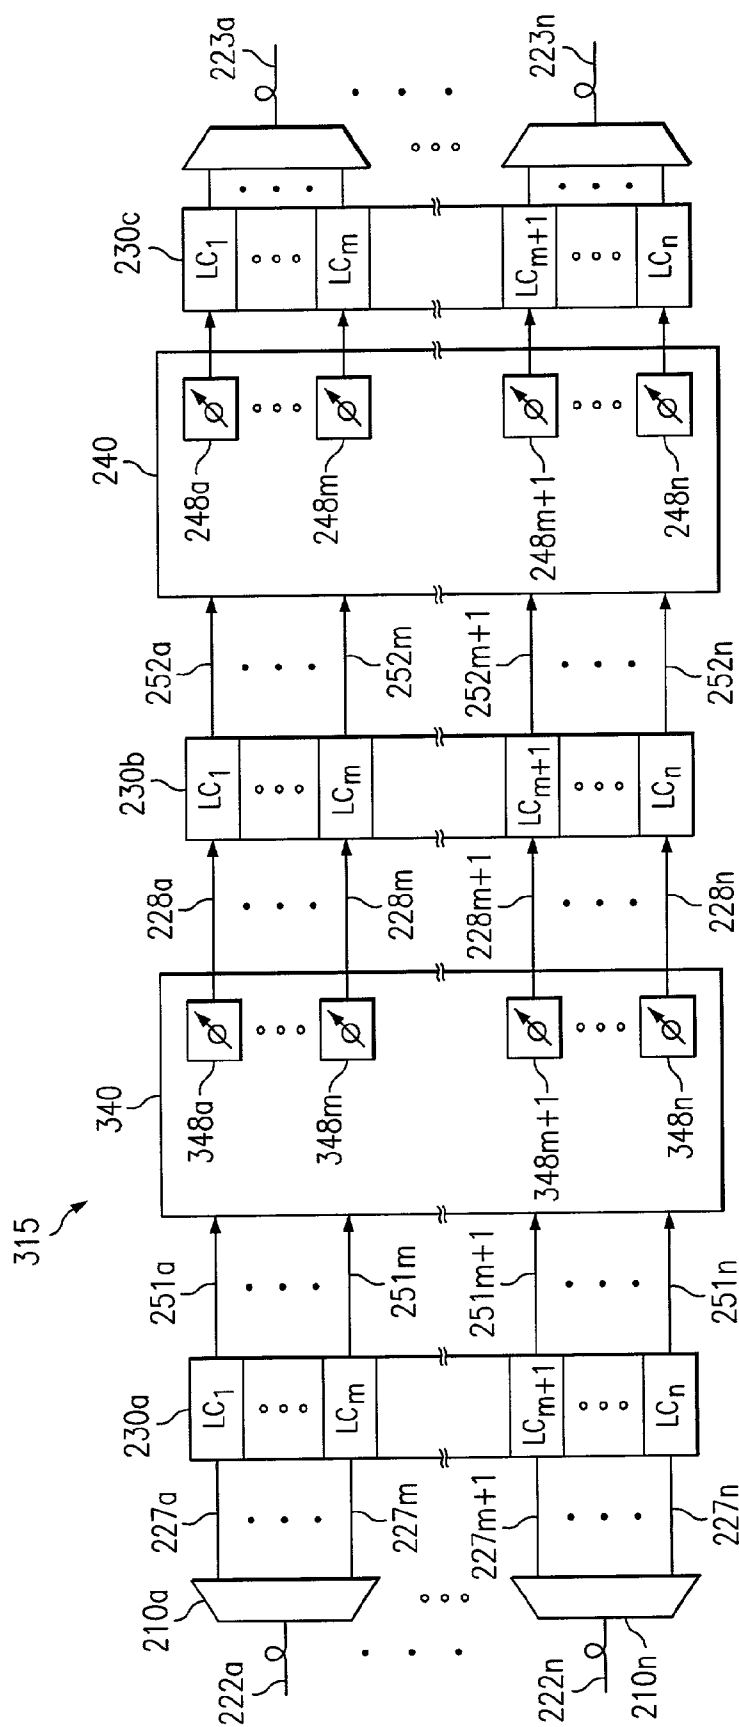 315
222a
210a
227a
230a
LC1
251a
340
348a
228a
230b
LC1
252a
240
248a
230c
LC1
223a
227m
LCm
251m
348m
228m
LCm
252m
248m
LCm
227m+1
LCm+1
251m+1
348m+1
228m+1
LCm+1
252m+1
248m+1
LCm+1
222n
210n
227n
LCn
251n
348n
228n
LCn
252n
248n
LCn
223n